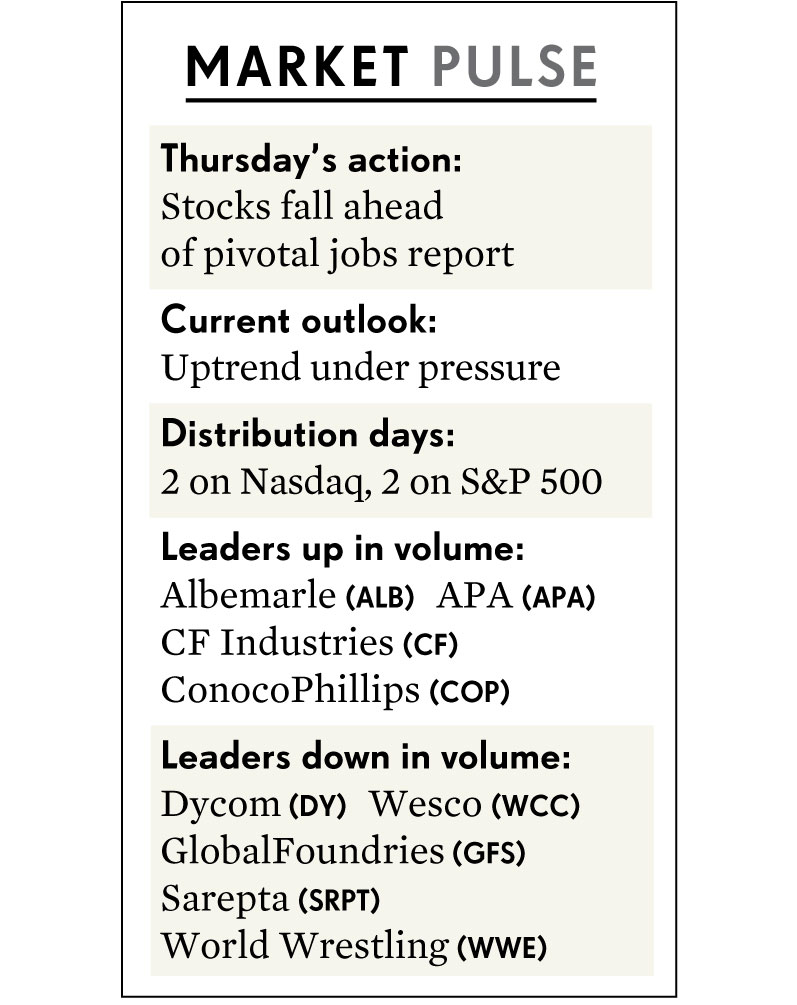 MARKET PULSE
Thursday’s action:
Stocks fall ahead
of pivotal jobs report
Current outlook:
Uptrend under pressure
Distribution days:
2 on Nasdaq, 2 on S&P 500
Leaders up in volume:
Albemarle (ALB) APA (APA)
CF Industries (CF)
ConocoPhillips (COP)
Leaders down in volume:
Dycom (DY) Wesco (WCC)
GlobalFoundries (GFS)
Sarepta (SRPT)
World Wrestling (WWE)